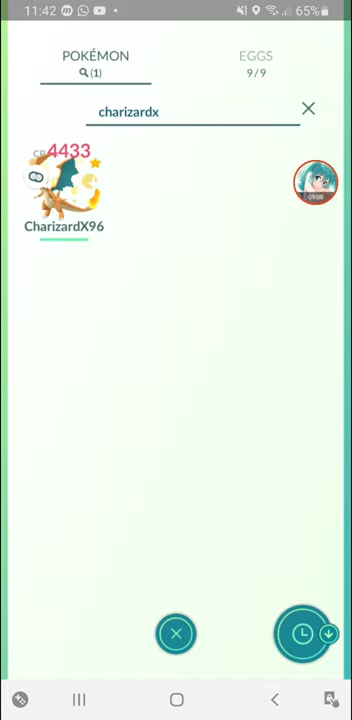 11:42
65%
POKÉMON
(1)
EGGS
9/9
charizardx
CP4433
CharizardX96
09:08